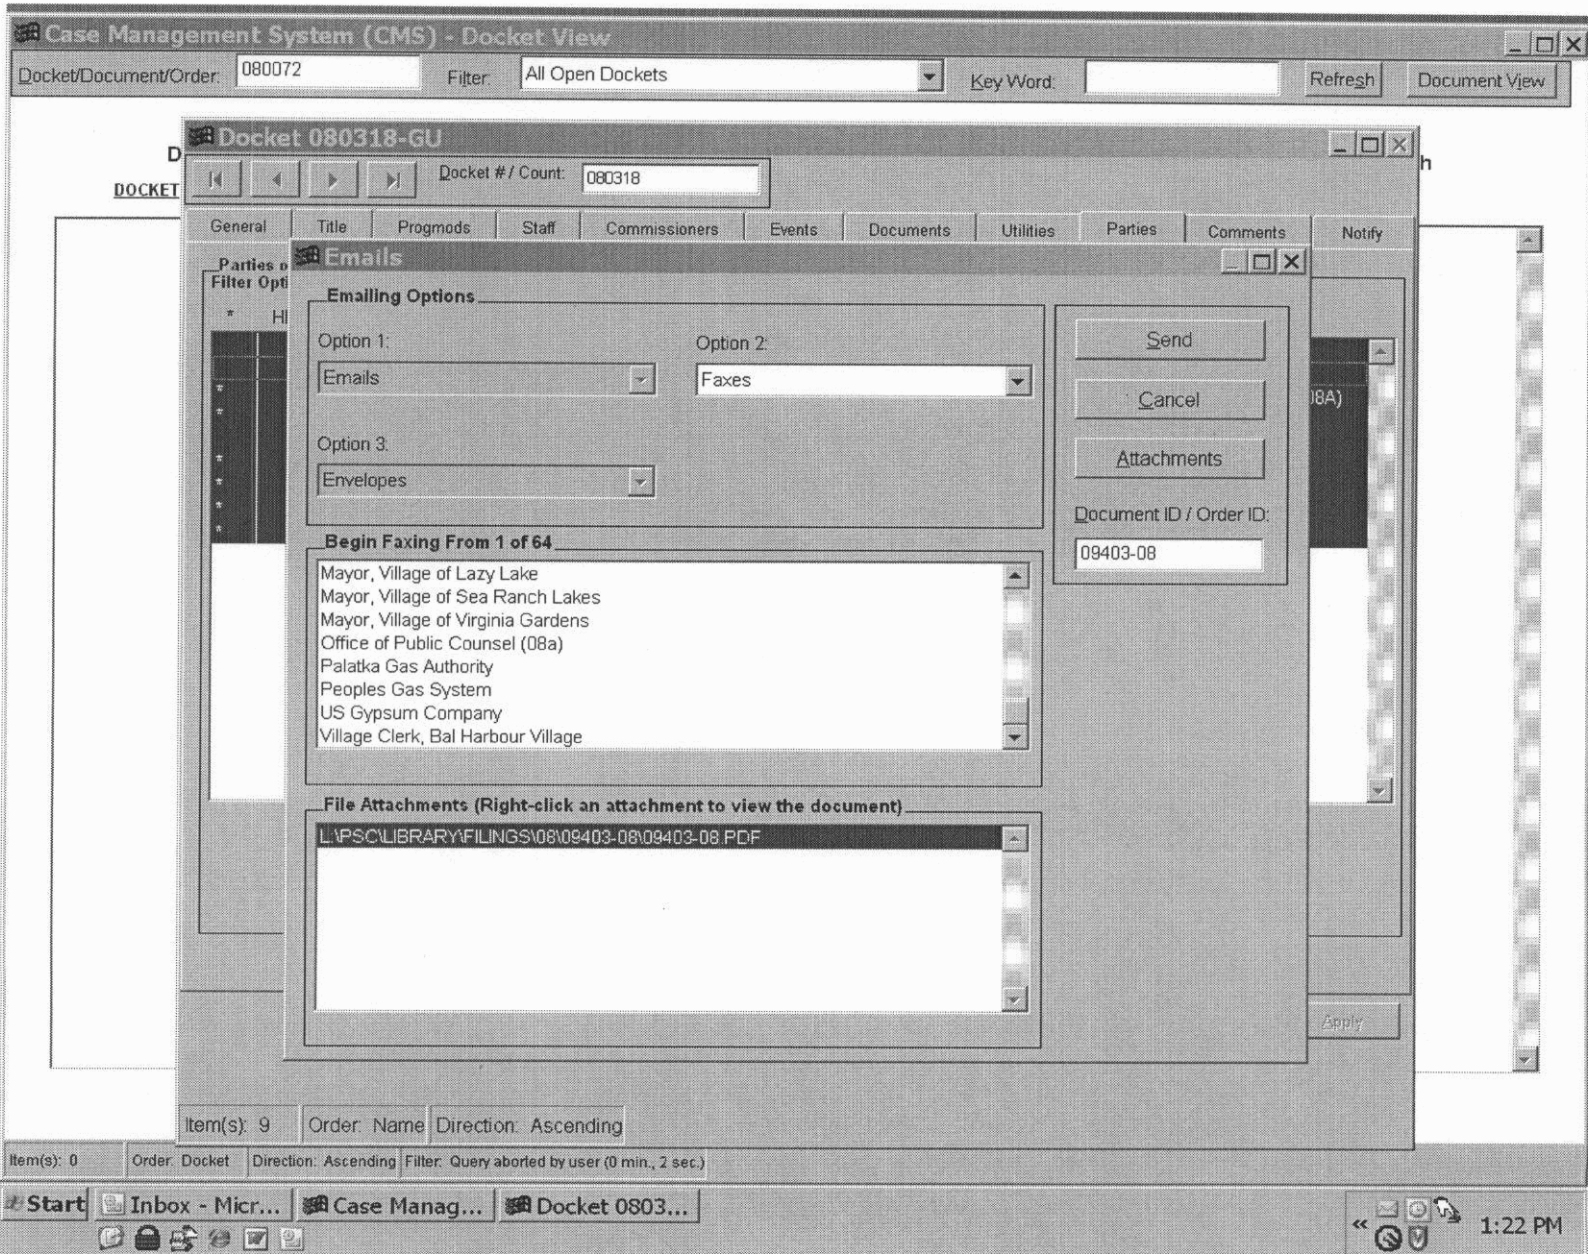 Case Management System (CMS) - Docket View
Docket/Document/Order: 080072 Filter: All Open Dockets Key Word: Refresh Document View
D
DOCKET
h
Docket 080318-GU
Docket # / Count: 080318
General Title Progmods Staff Commissioners Events Documents Utilities Parties Comments Notify
Parties o
Filter Opti
* HI
*
*
*
*
*
*
08A)
Emails
Emailing Options
Option 1: Option 2:
Emails Faxes
Option 3:
Envelopes
Send
Cancel
Attachments
Document ID / Order ID:
09403-08
Begin Faxing From 1 of 64
Mayor, Village of Lazy Lake
Mayor, Village of Sea Ranch Lakes
Mayor, Village of Virginia Gardens
Office of Public Counsel (08a)
Palatka Gas Authority
Peoples Gas System
US Gypsum Company
Village Clerk, Bal Harbour Village
File Attachments (Right-click an attachment to view the document)
L:\PSC\LIBRARY\FILINGS\08\09403-08\09403-08.PDF
Apply
Item(s): 9 Order: Name Direction: Ascending
Item(s): 0 Order: Docket Direction: Ascending Filter: Query aborted by user (0 min., 2 sec.)
Start Inbox - Micr... Case Manag... Docket 0803...
« 1:22 PM